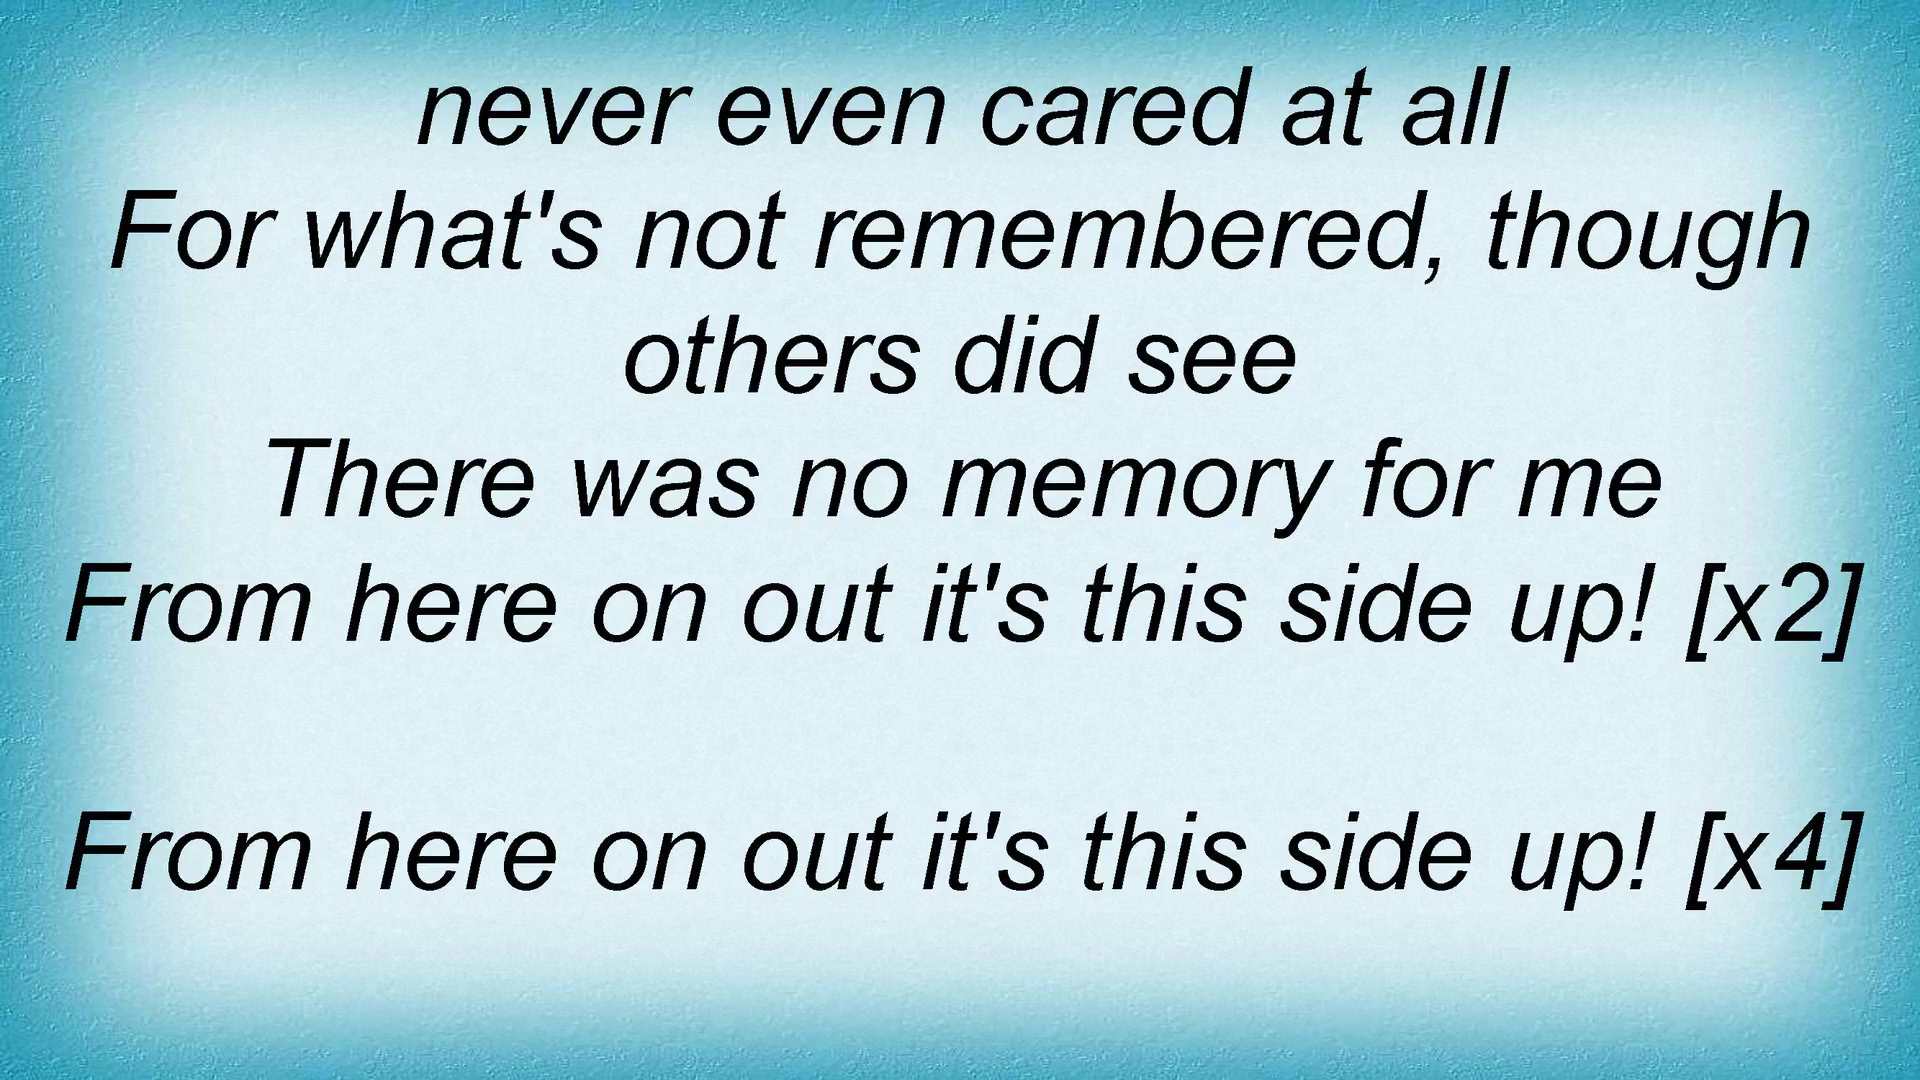 never even cared at all
For what's not remembered, though
others did see
There was no memory for me
From here on out it's this side up! [x2]
From here on out it's this side up! [x4]